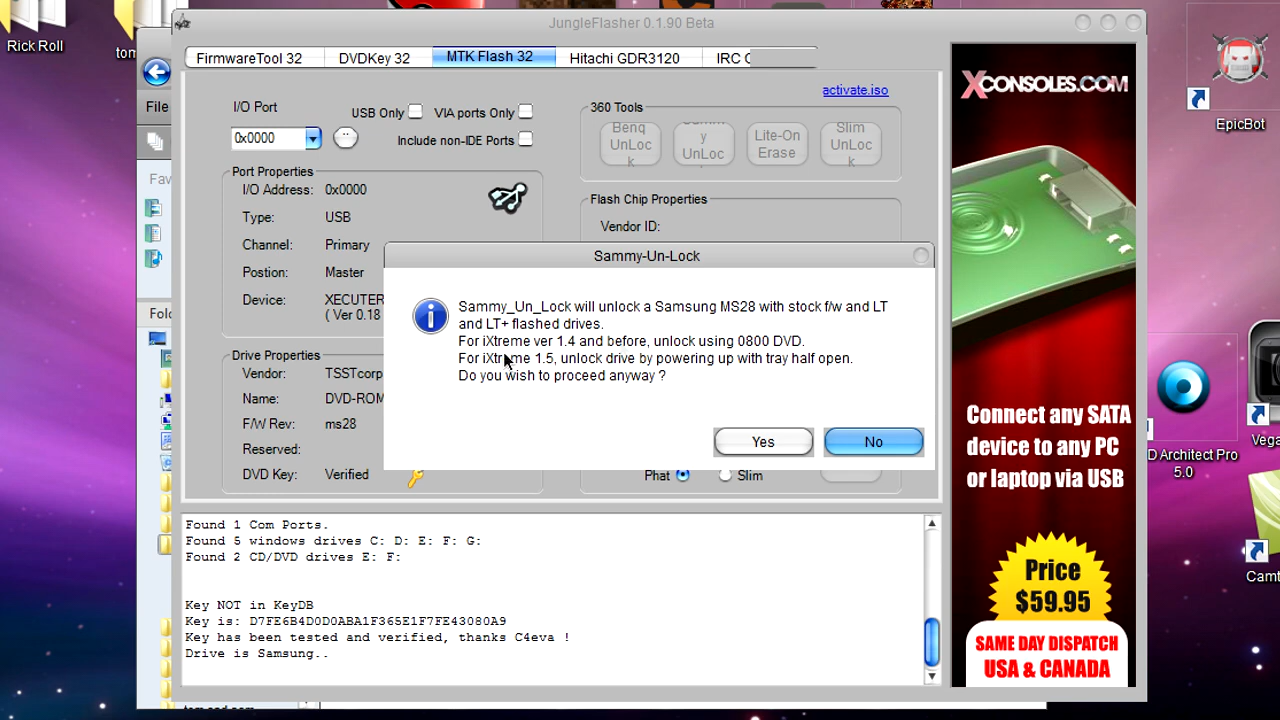 Rick Roll
tom
File
Fav
Fol
JungleFlasher 0.1.90 Beta
FirmwareTool 32
DVDKey 32
MTK Flash 32
Hitachi GDR3120
IRC
activate.iso
I/O Port
USB Only
VIA ports Only
0x0000
Include non-IDE Ports
360 Tools
Benq UnLock
UnLoc
Lite-On Erase
Slim UnLock
Port Properties
I/O Address: 0x0000
Type: USB
Channel: Primary
Postion: Master
Device: XECUTER
( Ver 0.18
Flash Chip Properties
Vendor ID:
Drive Properties
Vendor: TSSTcorp
Name: DVD-ROM
F/W Rev: ms28
Reserved:
DVD Key: Verified
Phat
Slim
Sammy-Un-Lock
Sammy_Un_Lock will unlock a Samsung MS28 with stock f/w and LT
and LT+ flashed drives.
For iXtreme ver 1.4 and before, unlock using 0800 DVD.
For iXtreme 1.5, unlock drive by powering up with tray half open.
Do you wish to proceed anyway ?
Yes
No
Found 1 Com Ports.
Found 5 windows drives C: D: E: F: G:
Found 2 CD/DVD drives E: F:
Key NOT in KeyDB
Key is: D7FE6B4D0D0ABA1F365E1F7FE43080A9
Key has been tested and verified, thanks C4eva !
Drive is Samsung..
XCONSOLES.COM
Connect any SATA
device to any PC
or laptop via USB
Price
$59.95
SAME DAY DISPATCH
USA & CANADA
EpicBot
D Architect Pro
5.0
Vega
Camt